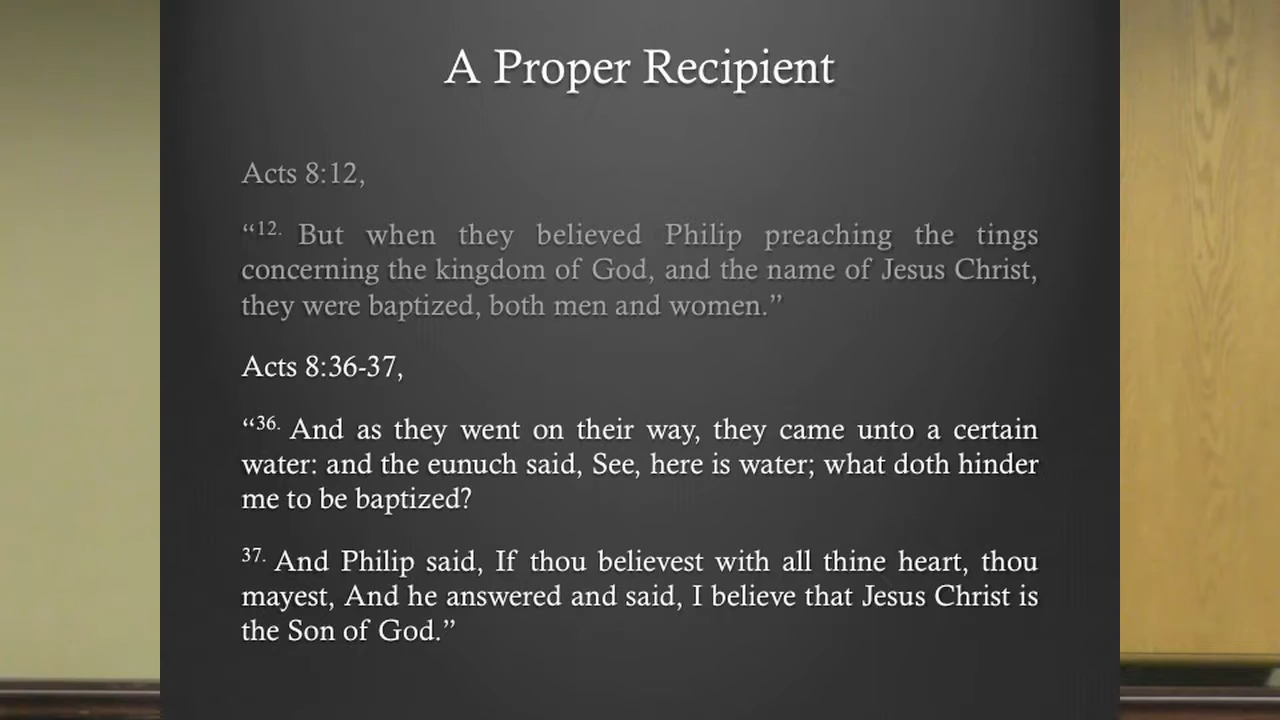 A Proper Recipient
Acts 8:12,
“12. But when they believed Philip preaching the tings
concerning the kingdom of God, and the name of Jesus Christ,
they were baptized, both men and women.”
Acts 8:36-37,
“36. And as they went on their way, they came unto a certain
water: and the eunuch said, See, here is water; what doth hinder
me to be baptized?
37. And Philip said, If thou believest with all thine heart, thou
mayest, And he answered and said, I believe that Jesus Christ is
the Son of God.”